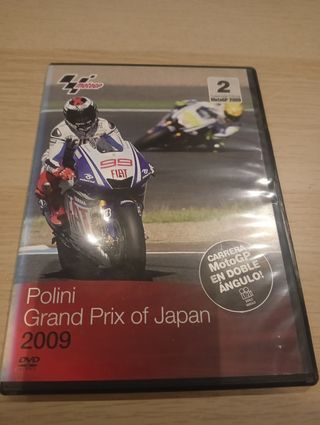 motoGP
2
MotoGP 2009
99
FIAT
CARRERA
MotoGP
EN DOBLE
ÁNGULO!
Polini
Grand Prix of Japan
2009
DVD